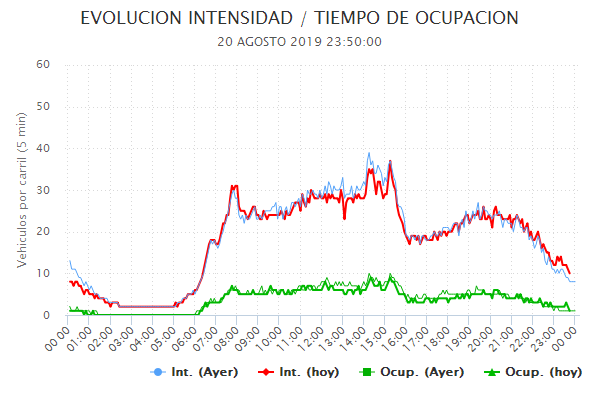 EVOLUCION INTENSIDAD / TIEMPO DE OCUPACION
20 AGOSTO 2019 23:50:00
Vehículos por carril (5 min)
60
50
40
30
20
10
0
00:00 01:00 02:00 03:00 04:00 05:00 06:00 07:00 08:00 09:00 10:00 11:00 12:00 13:00 14:00 15:00 16:00 17:00 18:00 19:00 20:00 21:00 22:00 23:00 00:00
Int. (Ayer) Int. (hoy) Ocup. (Ayer) Ocup. (hoy)